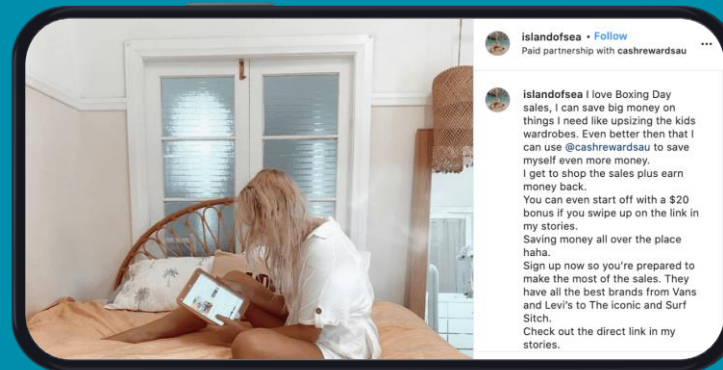 islandofsea • Follow
Paid partnership with cashrewardsau
islandofsea I love Boxing Day
sales, I can save big money on
things I need like upsizing the kids
wardrobes. Even better then that I
can use @cashrewardsau to save
myself even more money.
I get to shop the sales plus earn
money back.
You can even start off with a $20
bonus if you swipe up on the link in
my stories.
Saving money all over the place
haha.
Sign up now so you're prepared to
make the most of the sales. They
have all the best brands from Vans
and Levi's to The iconic and Surf
Sitch.
Check out the direct link in my
stories.